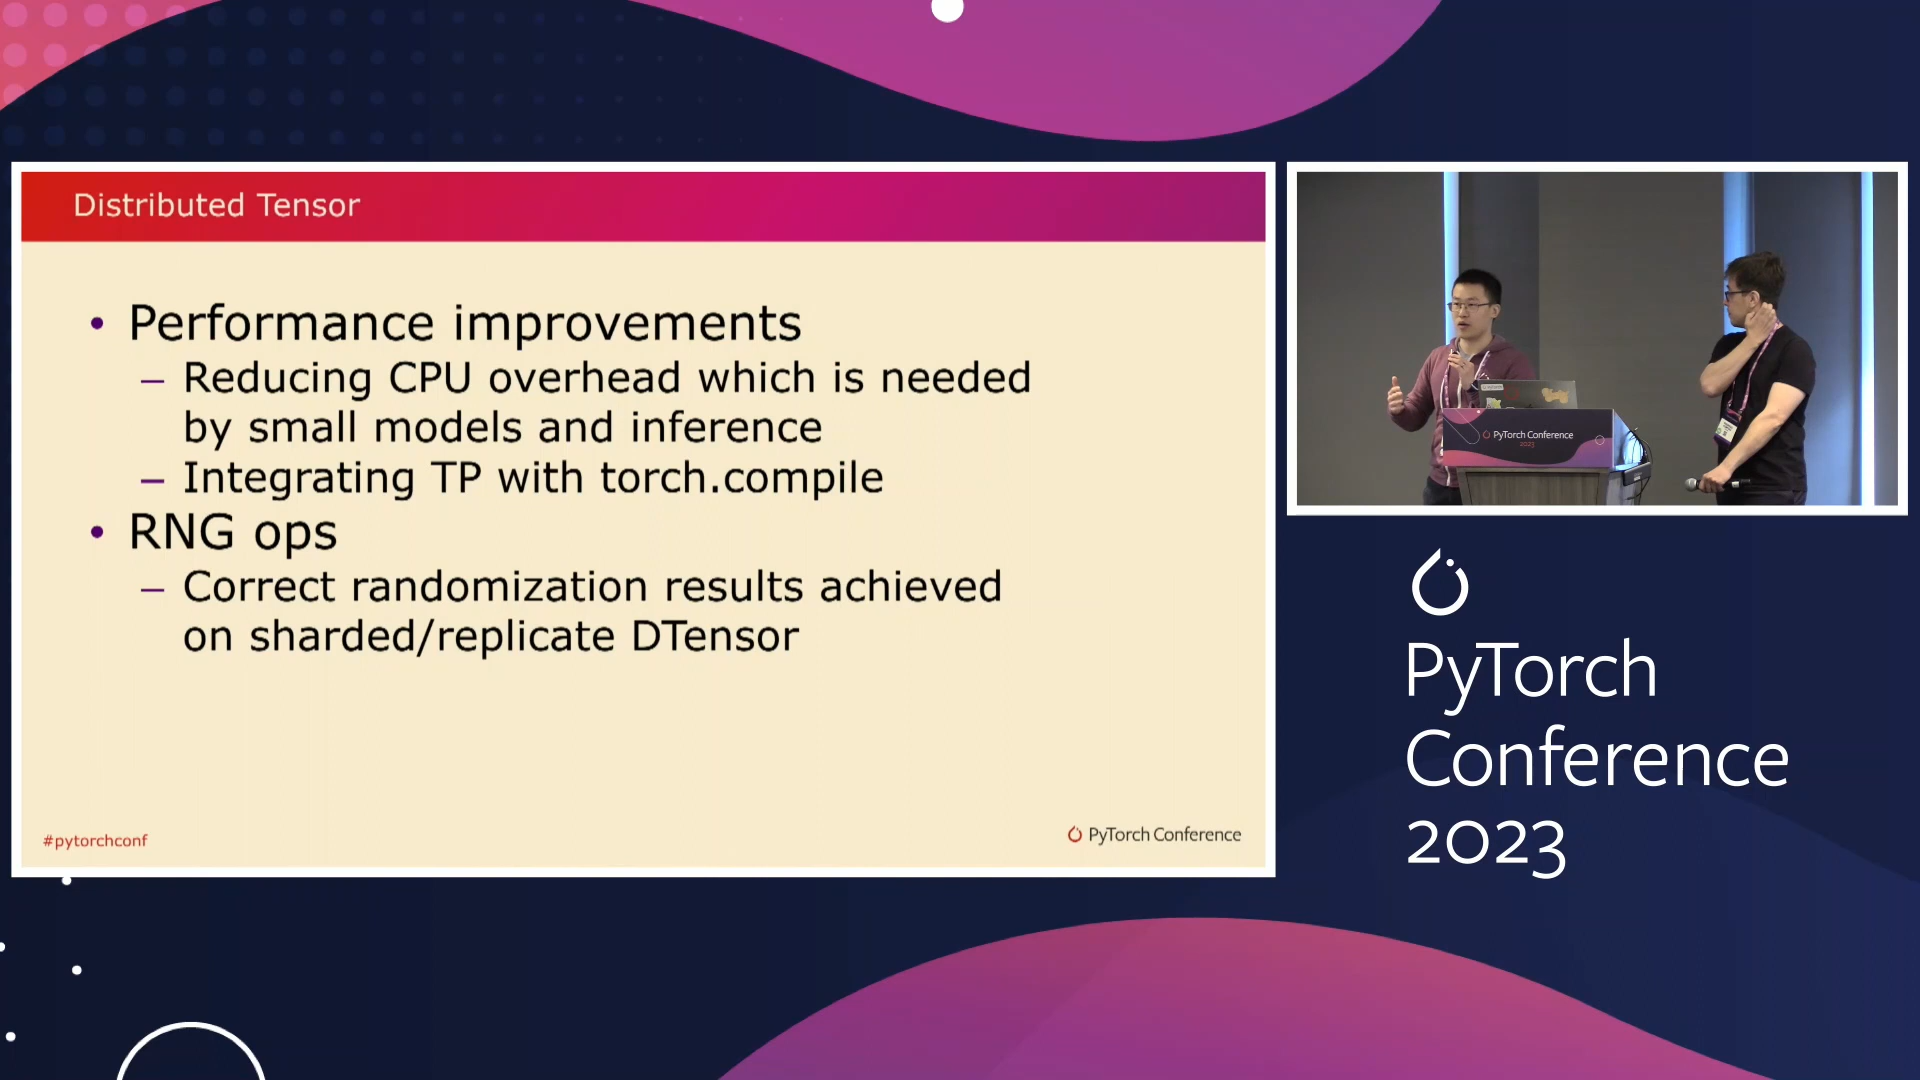 Distributed Tensor
• Performance improvements
– Reducing CPU overhead which is needed
by small models and inference
– Integrating TP with torch.compile
• RNG ops
– Correct randomization results achieved
on sharded/replicate DTensor
#pytorchconf
PyTorch Conference
PyTorch Conference
2023
PyTorch
Conference
2023